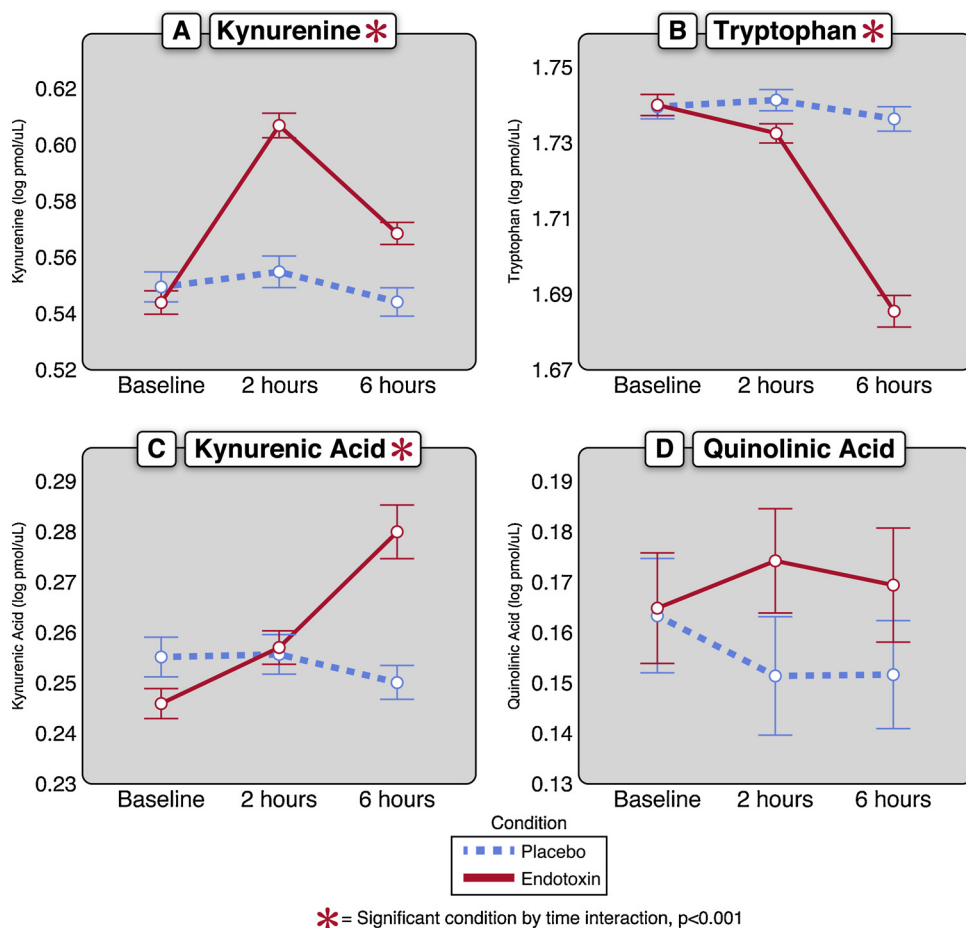 A Kynurenine *
Kynurenine (log pmol/uL)
0.62
0.60
0.58
0.56
0.54
0.52
Baseline 2 hours 6 hours
B Tryptophan *
Tryptophan (log pmol/uL)
1.75
1.73
1.71
1.69
1.67
Baseline 2 hours 6 hours
C Kynurenic Acid *
Kynurenic Acid (log pmol/uL)
0.29
0.28
0.27
0.26
0.25
0.24
0.23
Baseline 2 hours 6 hours
D Quinolinic Acid
Quinolinic Acid (log pmol/uL)
0.19
0.18
0.17
0.16
0.15
0.14
0.13
Baseline 2 hours 6 hours
Condition
Placebo
Endotoxin
* = Significant condition by time interaction, p<0.001